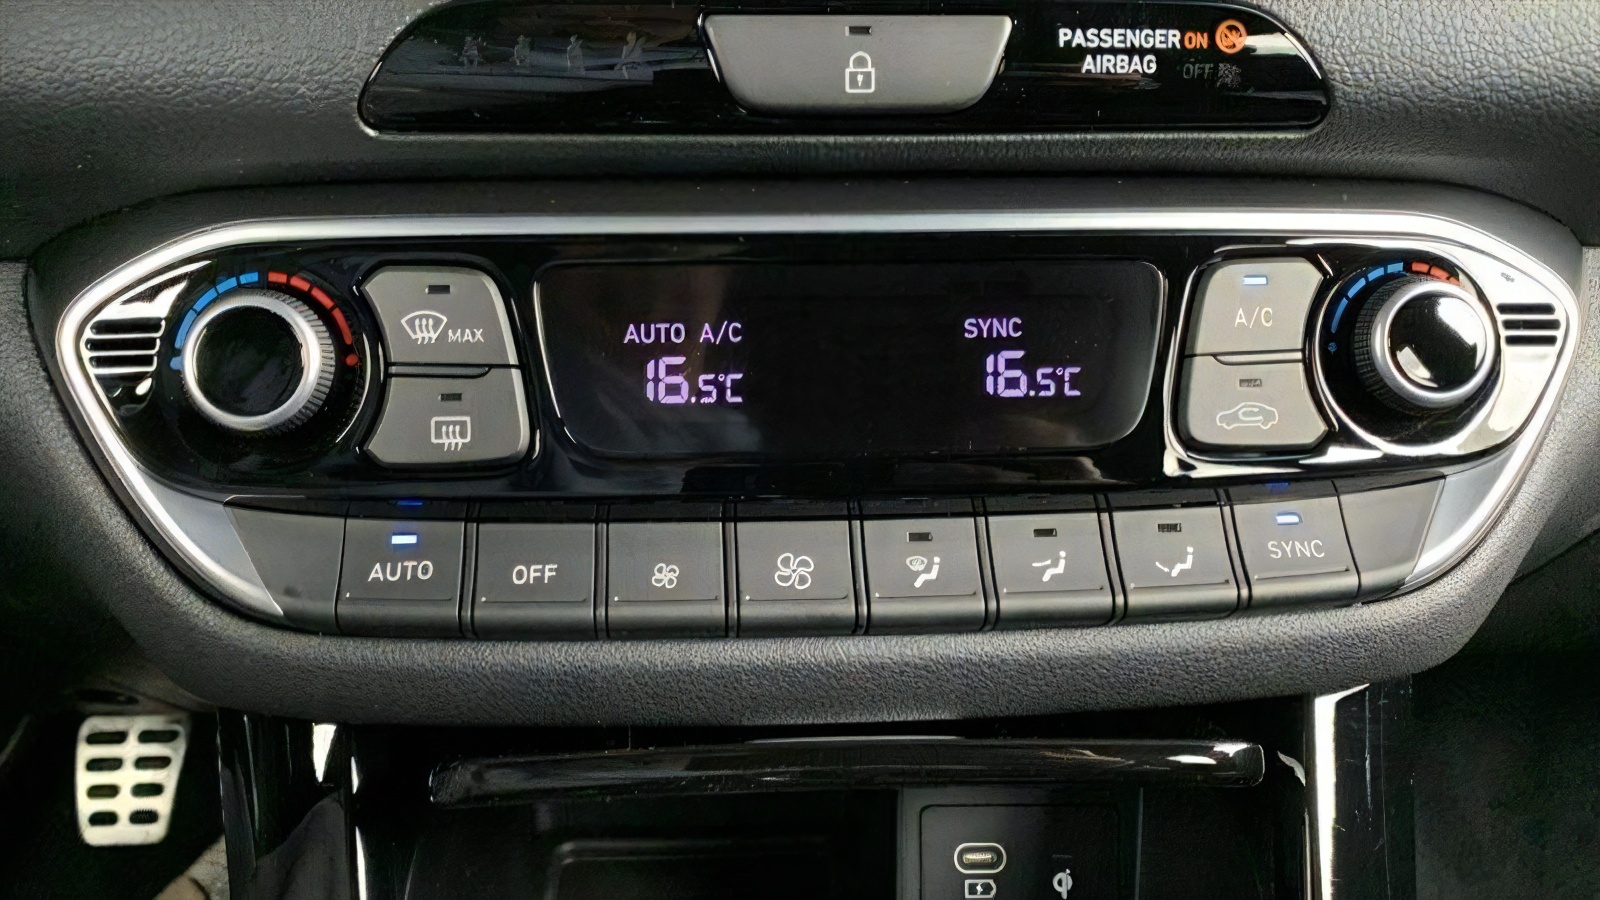 PASSENGER ON
AIRBAG OFF
MAX
AUTO A/C
16.5°C
SYNC
16.5°C
A/C
AUTO
OFF
SYNC